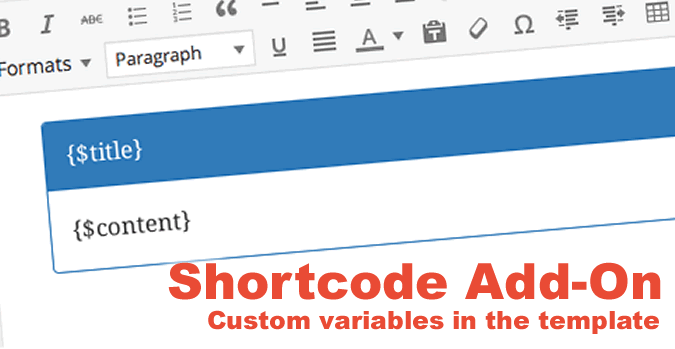 B I ABC
Formats Paragraph U A Ω
{$title}
{$content}
Shortcode Add-On
Custom variables in the template